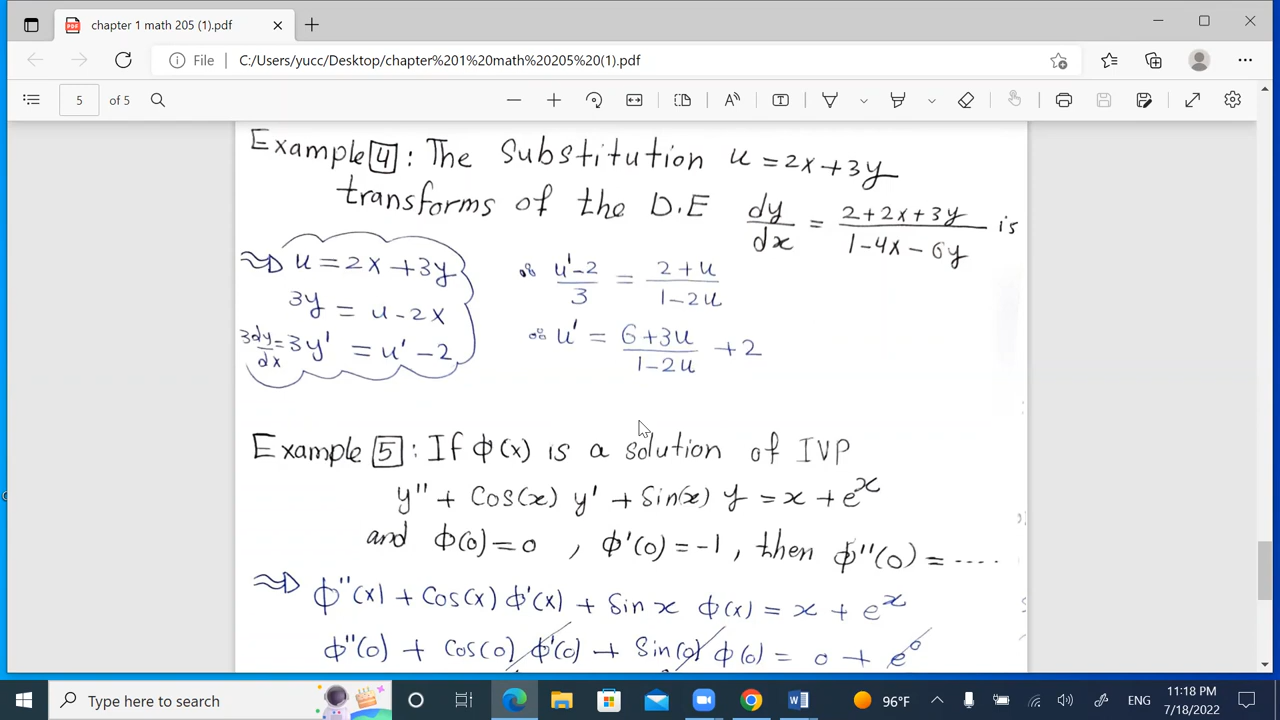 chapter 1 math 205 (1).pdf
File C:/Users/yucc/Desktop/chapter%201%20math%20205%20(1).pdf
5 of 5
Example 4 : The Substitution u = 2x + 3y
transforms of the D.E dy/dx = (2+2x+3y)/(1-4x-6y) is
⇒ u = 2x + 3y
3y = u - 2x
3dy/dx = 3y' = u' - 2
∴ (u'-2)/3 = (2+u)/(1-2u)
∴ u' = (6+3u)/(1-2u) + 2
Example 5 : If Φ(x) is a solution of IVP
y'' + Cos(x) y' + Sin(x) y = x + e^x
and Φ(0) = 0 , Φ'(0) = -1 , then Φ''(0) = ....
⇒ Φ''(x) + Cos(x) Φ'(x) + Sin x Φ(x) = x + e^x
Φ''(0) + Cos(0) Φ'(0) + Sin(0) Φ(0) = 0 + e^0
Type here to search
96°F
ENG
11:18 PM
7/18/2022